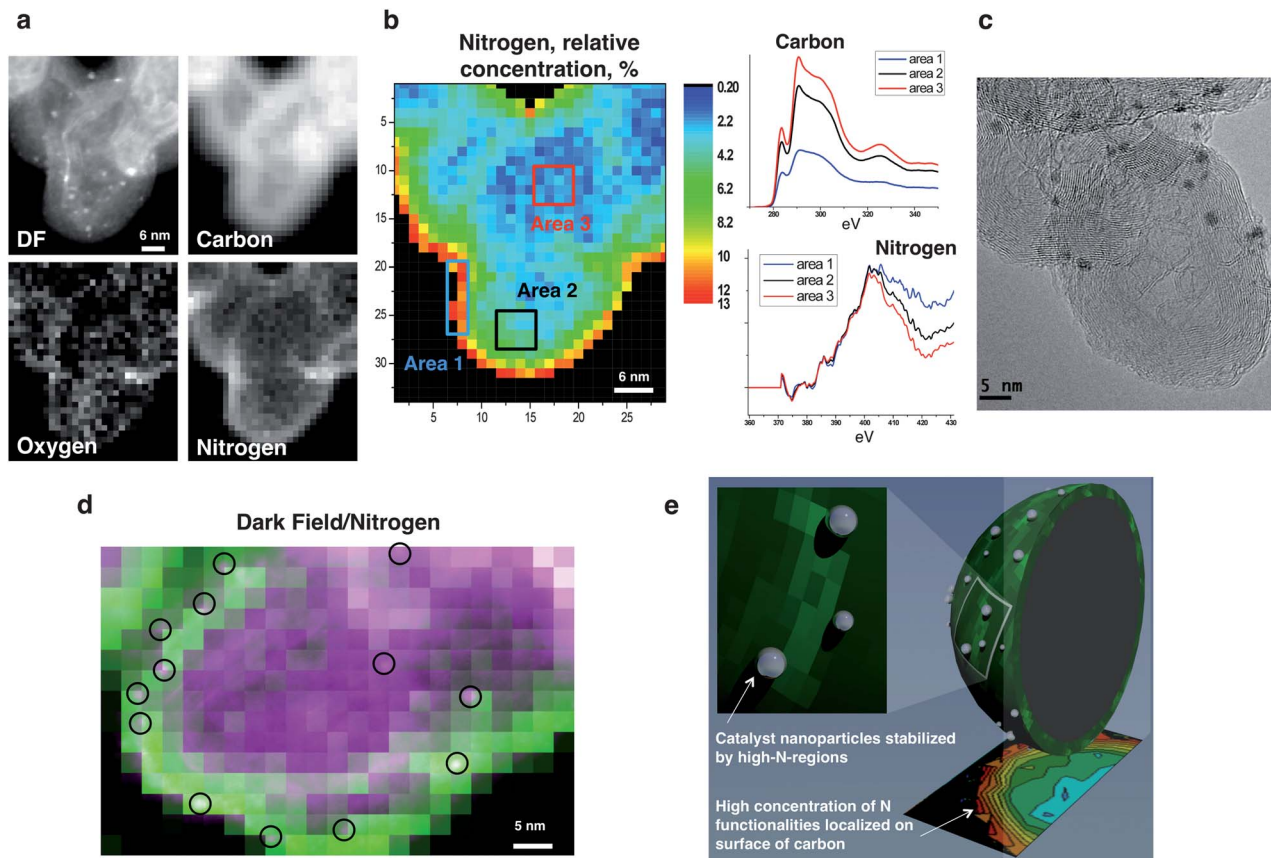 a
DF
6 nm
Carbon
Oxygen
Nitrogen
b
Nitrogen, relative
concentration, %
5
10
15
20
25
30
5
10
15
20
25
Area 3
Area 2
Area 1
6 nm
0.20
2.2
4.2
6.2
8.2
10
12
13
Carbon
area 1
area 2
area 3
280
300
320
340
eV
Nitrogen
area 1
area 2
area 3
360
370
380
390
400
410
420
430
eV
c
5 nm
d
Dark Field/Nitrogen
5 nm
e
Catalyst nanoparticles stabilized
by high-N-regions
High concentration of N
functionalities localized on
surface of carbon